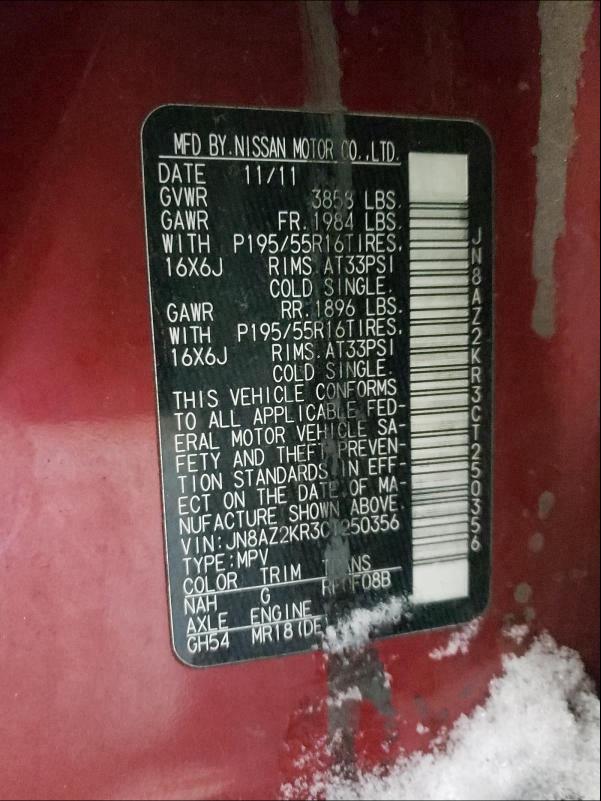 MFD BY.NISSAN MOTOR CO.,LTD.
DATE 11/11
GVWR 3858 LBS.
GAWR FR.1984 LBS.
WITH P195/55R16TIRES,
16X6J RIMS.AT33PSI
COLD SINGLE.
GAWR RR.1896 LBS.
WITH P195/55R16TIRES,
16X6J RIMS.AT33PSI
COLD SINGLE.
THIS VEHICLE CONFORMS
TO ALL APPLICABLE FED-
ERAL MOTOR VEHICLE SA-
FETY AND THEFT PREVEN-
TION STANDARDS IN EFF-
ECT ON THE DATE OF MA-
NUFACTURE SHOWN ABOVE.
VIN:JN8AZ2KR3CT250356
TYPE:MPV
COLOR TRIM TRANS
NAH G RE0F08B
AXLE ENGINE
GH54 MR18(DE
JN8AZ2KR3CT250356